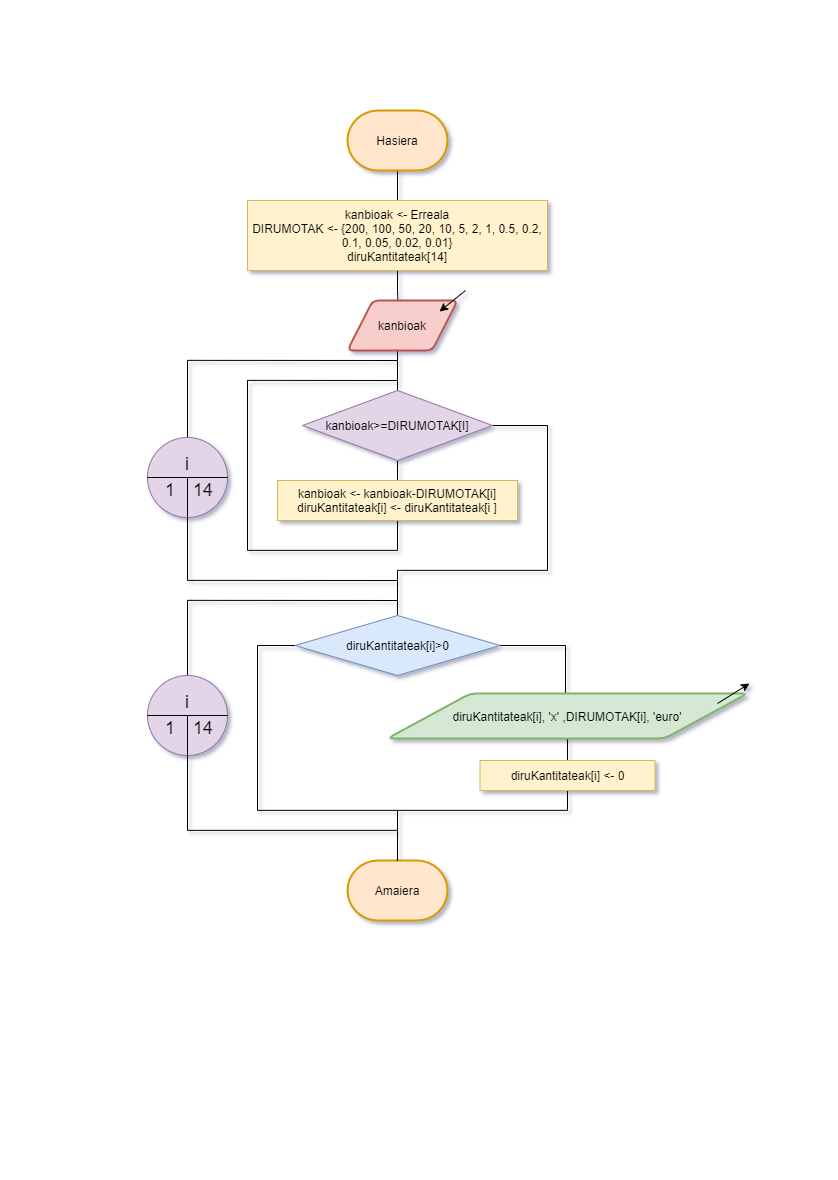 Hasiera
kanbioak <- Erreala
DIRUMOTAK <- {200, 100, 50, 20, 10, 5, 2, 1, 0.5, 0.2,
0.1, 0.05, 0.02, 0.01}
diruKantitateak[14]
kanbioak
kanbioak>=DIRUMOTAK[I]
i
1 14
kanbioak <- kanbioak-DIRUMOTAK[i]
diruKantitateak[i] <- diruKantitateak[i ]
diruKantitateak[i]>0
i
1 14
diruKantitateak[i], 'x' ,DIRUMOTAK[i], 'euro'
diruKantitateak[i] <- 0
Amaiera